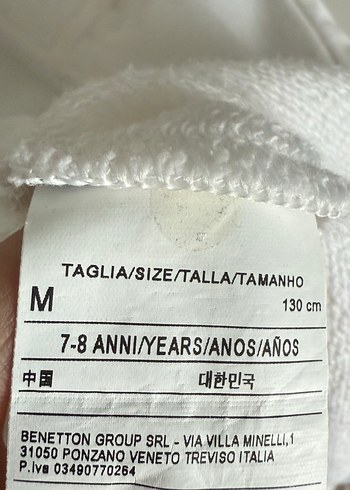 TAGLIA/SIZE/TALLA/TAMANHO
M 130 cm
7-8 ANNI/YEARS/ANOS/AÑOS
中国 대한민국
BENETTON GROUP SRL - VIA VILLA MINELLI,1
31050 PONZANO VENETO TREVISO ITALIA
P.iva 03490770264